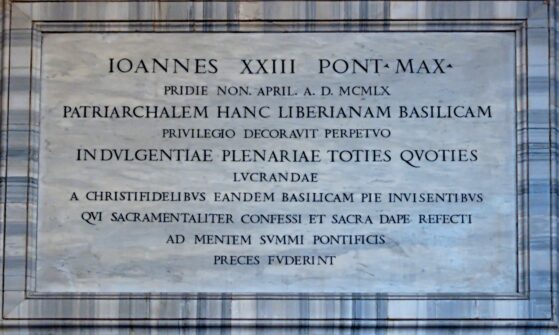 IOANNES XXIII PONT·MAX·
PRIDIE NON. APRIL. A. D. MCMLX
PATRIARCHALEM HANC LIBERIANAM BASILICAM
PRIVILEGIO DECORAVIT PERPETVO
INDVLGENTIAE PLENARIAE TOTIES QVOTIES
LVCRANDAE
A CHRISTIFIDELIBVS EANDEM BASILICAM PIE INVISENTIBVS
QVI SACRAMENTALITER CONFESSI ET SACRA DAPE REFECTI
AD MENTEM SVMMI PONTIFICIS
PRECES FVDERINT